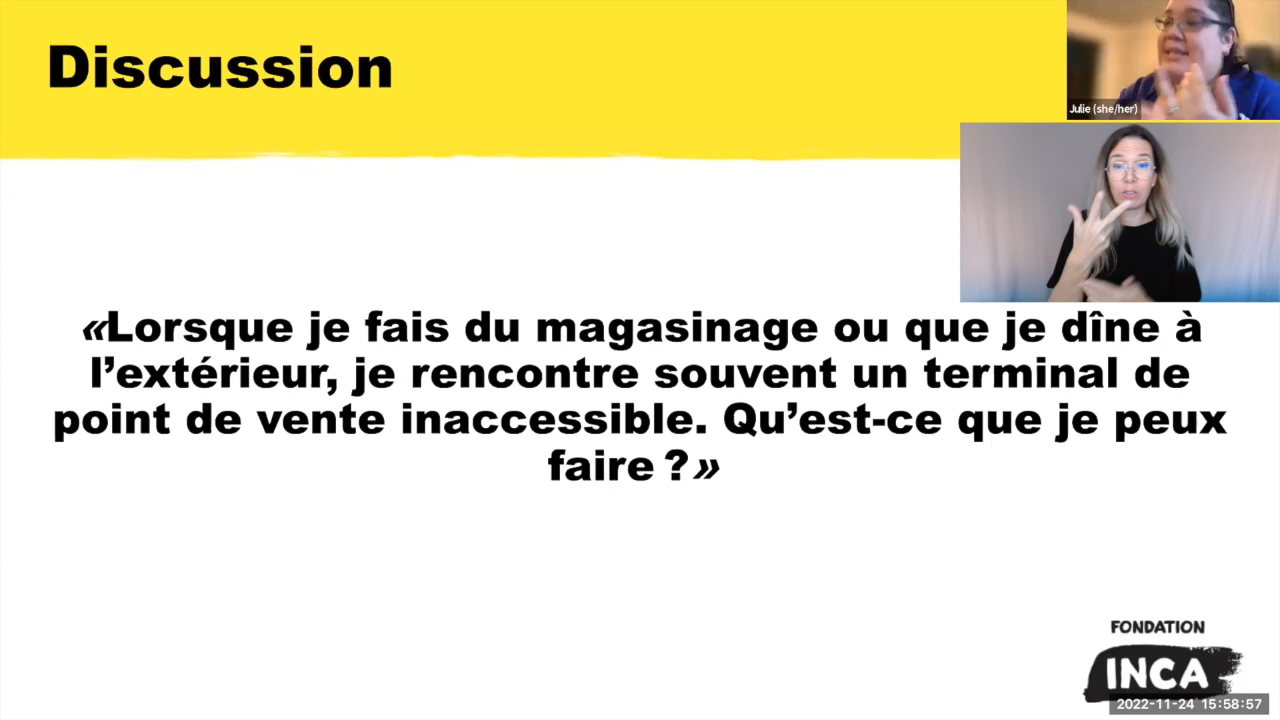 Discussion
Julie (she/her)
«Lorsque je fais du magasinage ou que je dîne à
l’extérieur, je rencontre souvent un terminal de
point de vente inaccessible. Qu’est-ce que je peux
faire ?»
FONDATION
INCA
2022-11-24 15:58:57